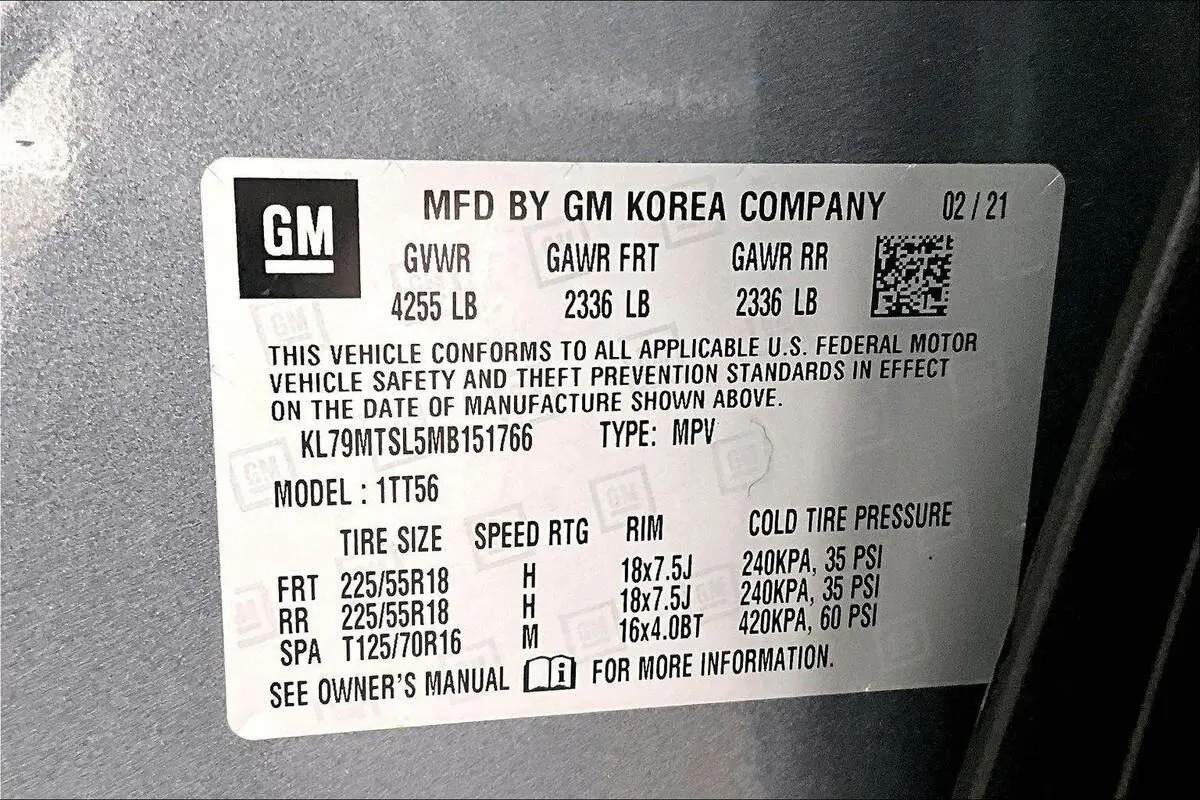 GM MFD BY GM KOREA COMPANY 02/21
GVWR GAWR FRT GAWR RR
4255 LB 2336 LB 2336 LB
THIS VEHICLE CONFORMS TO ALL APPLICABLE U.S. FEDERAL MOTOR
VEHICLE SAFETY AND THEFT PREVENTION STANDARDS IN EFFECT
ON THE DATE OF MANUFACTURE SHOWN ABOVE.
KL79MTSL5MB151766 TYPE: MPV
MODEL : 1TT56
TIRE SIZE SPEED RTG RIM COLD TIRE PRESSURE
FRT 225/55R18 H 18x7.5J 240KPA, 35 PSI
RR 225/55R18 H 18x7.5J 240KPA, 35 PSI
SPA T125/70R16 M 16x4.0BT 420KPA, 60 PSI
SEE OWNER'S MANUAL i FOR MORE INFORMATION.